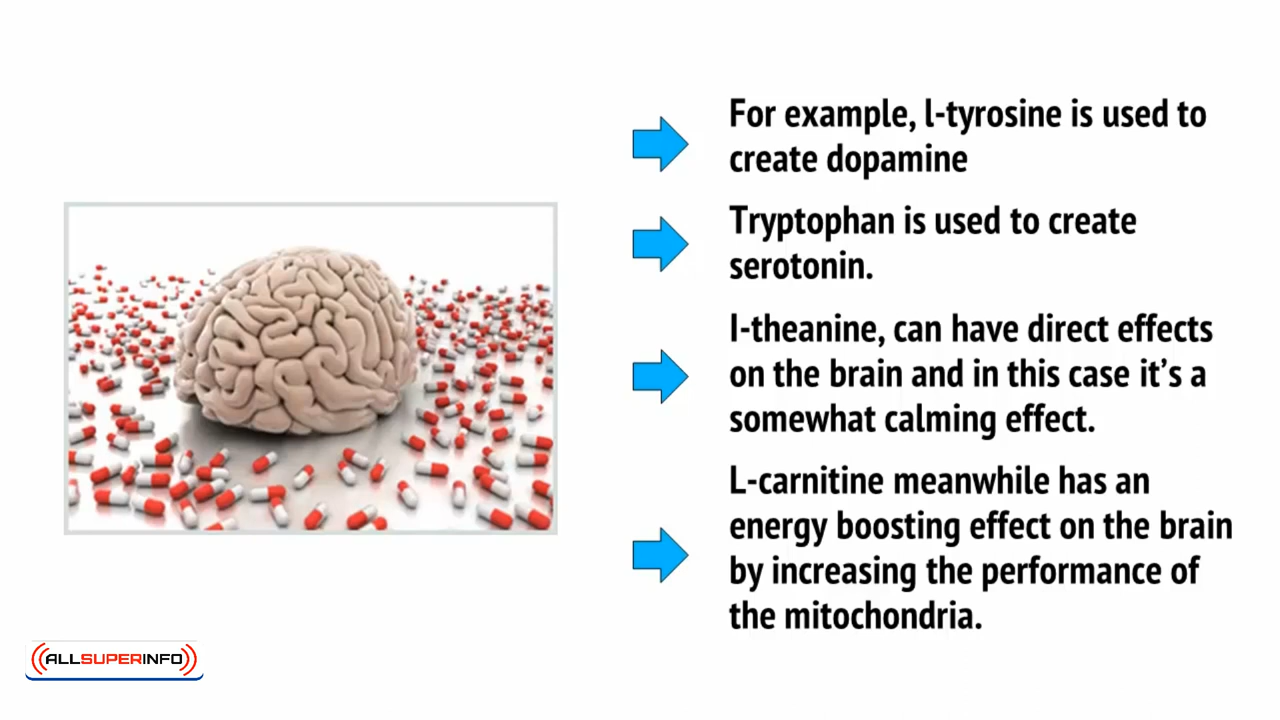 For example, l-tyrosine is used to
create dopamine
Tryptophan is used to create
serotonin.
l-theanine, can have direct effects
on the brain and in this case it’s a
somewhat calming effect.
L-carnitine meanwhile has an
energy boosting effect on the brain
by increasing the performance of
the mitochondria.
ALLSUPERINFO